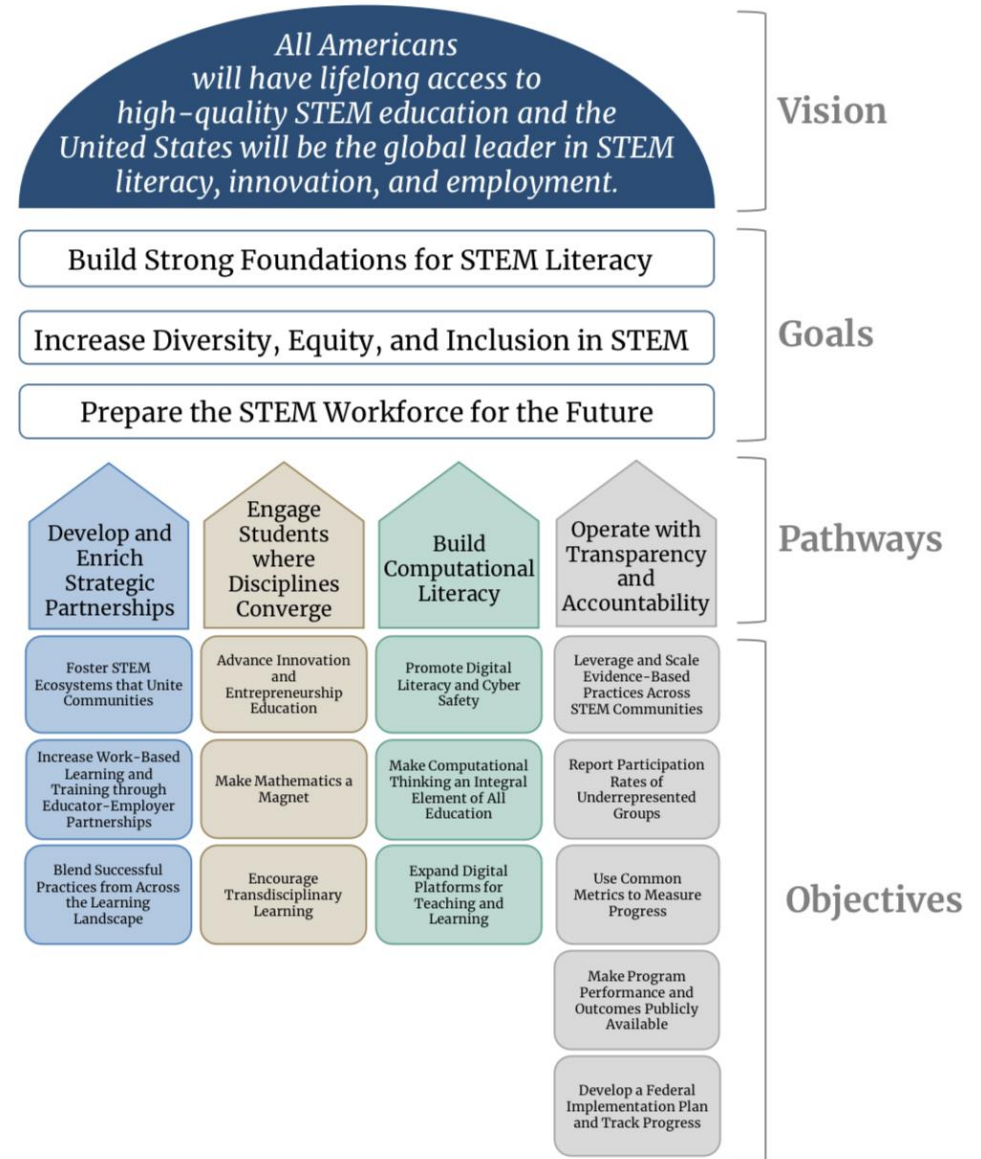 All Americans
will have lifelong access to
high-quality STEM education and the
United States will be the global leader in STEM
literacy, innovation, and employment.
Vision
Build Strong Foundations for STEM Literacy
Increase Diversity, Equity, and Inclusion in STEM
Prepare the STEM Workforce for the Future
Goals
Develop and
Enrich
Strategic
Partnerships
Engage
Students
where
Disciplines
Converge
Build
Computational
Literacy
Operate with
Transparency
and
Accountability
Pathways
Foster STEM
Ecosystems that Unite
Communities
Increase Work-Based
Learning and
Training through
Educator-Employer
Partnerships
Blend Successful
Practices from Across
the Learning
Landscape
Advance Innovation
and
Entrepreneurship
Education
Make Mathematics a
Magnet
Encourage
Transdisciplinary
Learning
Promote Digital
Literacy and Cyber
Safety
Make Computational
Thinking an Integral
Element of All
Education
Expand Digital
Platforms for
Teaching and
Learning
Leverage and Scale
Evidence-Based
Practices Across
STEM Communities
Report Participation
Rates of
Underrepresented
Groups
Use Common
Metrics to Measure
Progress
Make Program
Performance and
Outcomes Publicly
Available
Develop a Federal
Implementation Plan
and Track Progress
Objectives